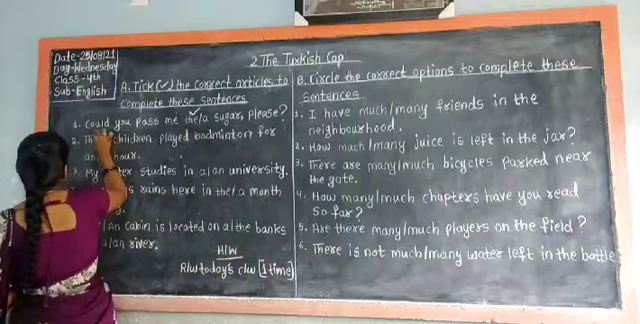 Date-25/08/21
Day-Wednesday
Class-4th
Sub-English
2 The Turkish Cap
A. Tick (✓) the correct articles to
complete these sentences
1. Could you pass me the/a sugar, please?
2. children played badminton for
hour.
3. My studies in a/an university.
rains here in the/a month
/an cabin is located on a/the banks
a/an river.
H/W
R/w today's c/w [1 time]
B. Circle the correct options to complete these
sentences
1. I have much/many friends in the
neighbourhood.
2. How much/many juice is left in the jar?
3. There are many/much bicycles parked near
the gate.
4. How many/much chapters have you read
so far?
5. Are there many/much players on the field?
6. There is not much/many water left in the bottle